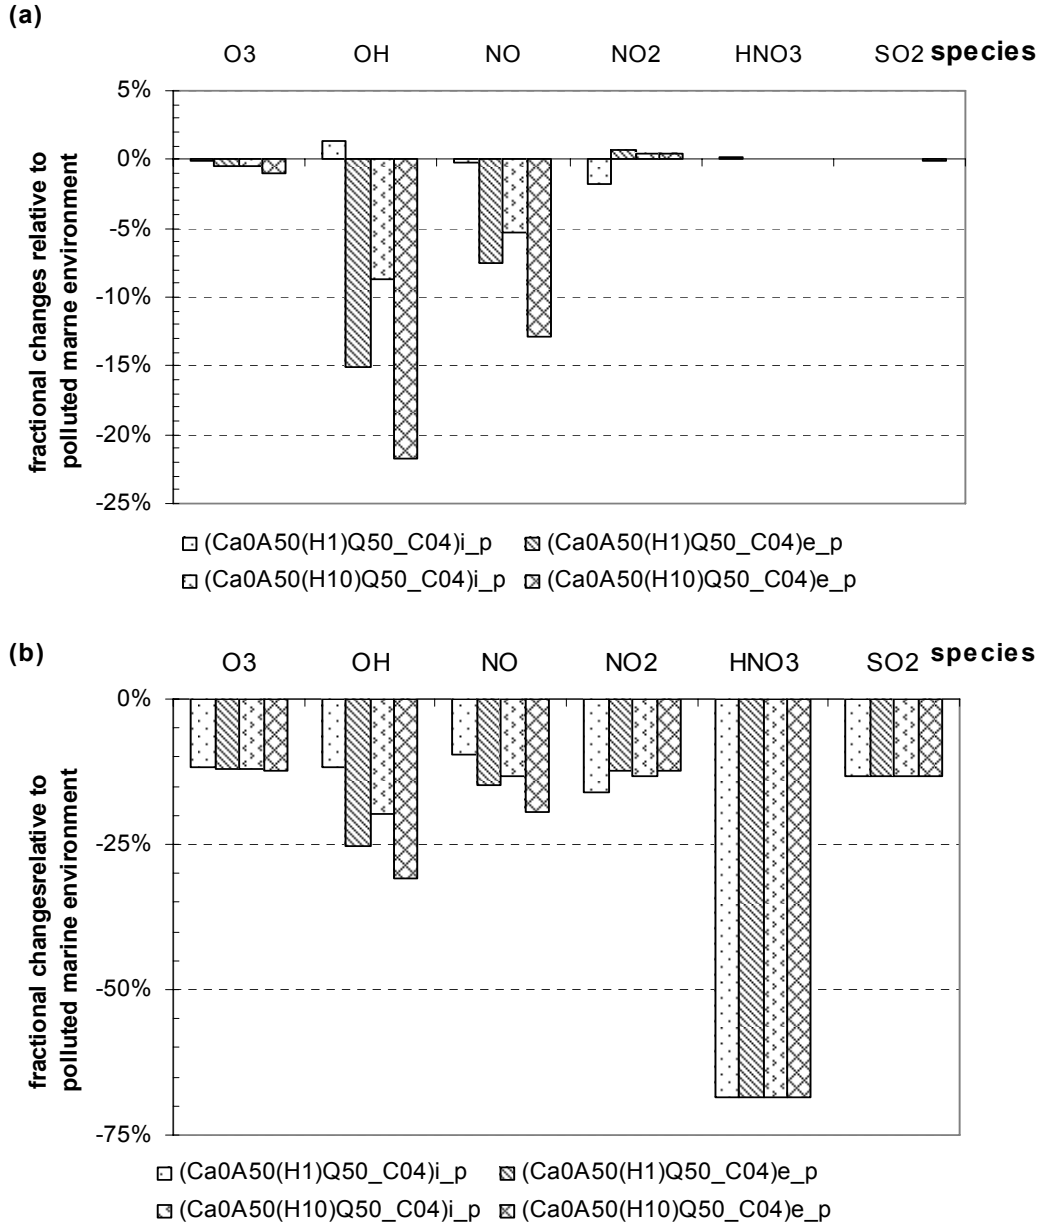 (a)
O3 OH NO NO2 HNO3 SO2 species
5%
0%
-5%
-10%
-15%
-20%
-25%
fractional changes relative to
polluted marne environment
(Ca0A50(H1)Q50_C04)i_p (Ca0A50(H1)Q50_C04)e_p
(Ca0A50(H10)Q50_C04)i_p (Ca0A50(H10)Q50_C04)e_p
(b)
O3 OH NO NO2 HNO3 SO2 species
0%
-25%
-50%
-75%
fractional changesrelative to
polluted marine environment
(Ca0A50(H1)Q50_C04)i_p (Ca0A50(H1)Q50_C04)e_p
(Ca0A50(H10)Q50_C04)i_p (Ca0A50(H10)Q50_C04)e_p